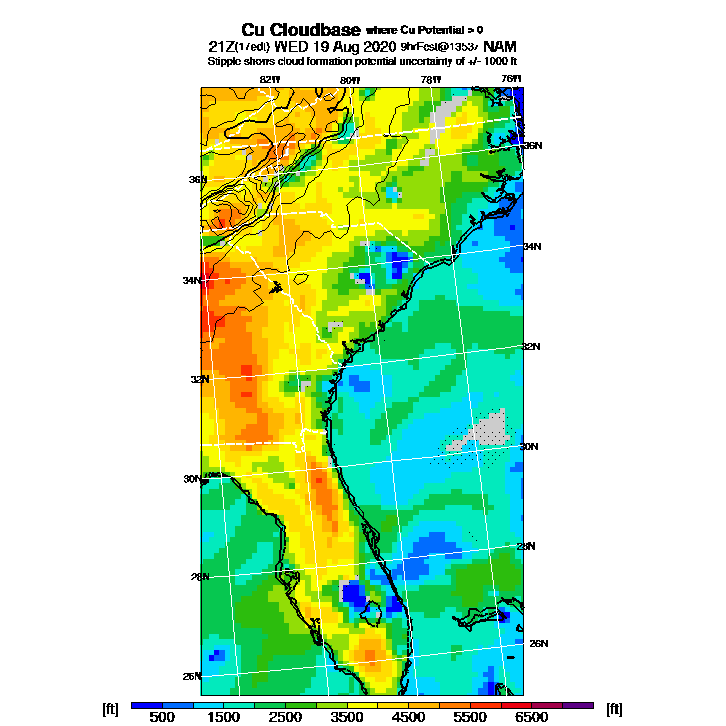 Cu Cloudbase where Cu Potential > 0
21Z(17edt) WED 19 Aug 2020 9hrFcst@1353z NAM
Stipple shows cloud formation potential uncertainty of +/- 1000 ft
82W 80W 78W 76W
36N
36N
34N
34N
32N
32N
30N
30N
28N
28N
26N
26N
[ft] [ft]
500 1500 2500 3500 4500 5500 6500